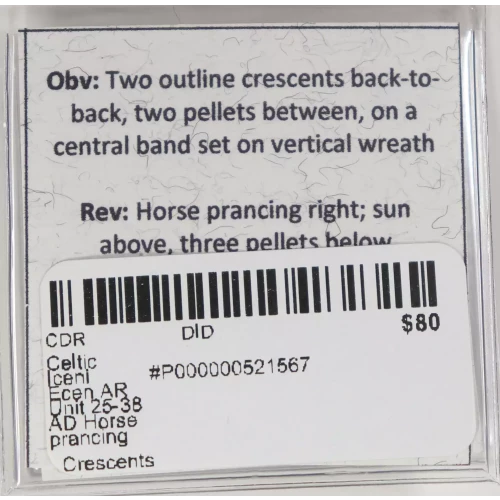 Obv: Two outline crescents back-to-
back, two pellets between, on a
central band set on vertical wreath
Rev: Horse prancing right; sun
above, three pellets below
CDR DID $80
Celtic
Iceni #P000000521567
Ecen AR
Unit 25-38
AD Horse
prancing
Crescents